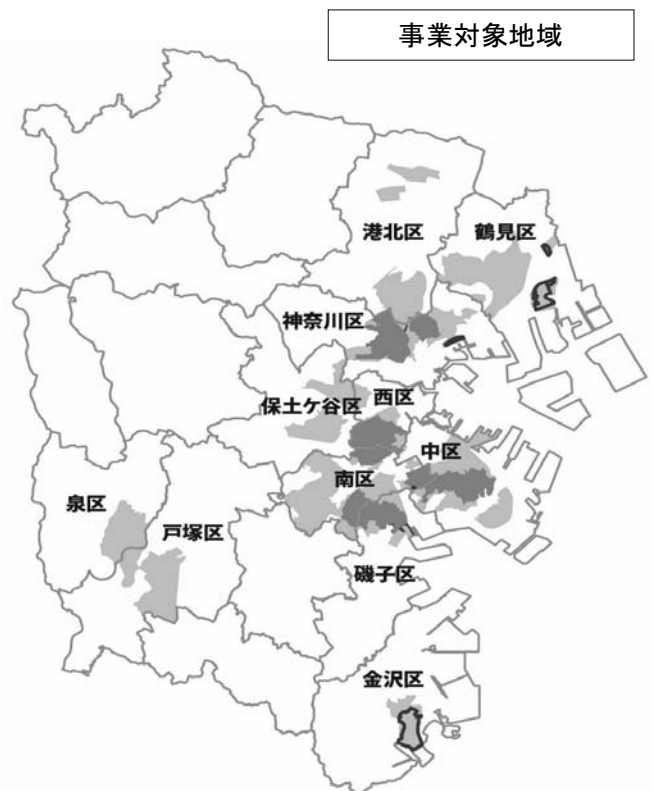 事業対象地域
港北区
鶴見区
神奈川区
保土ケ谷区
西区
中区
南区
泉区
戸塚区
磯子区
金沢区